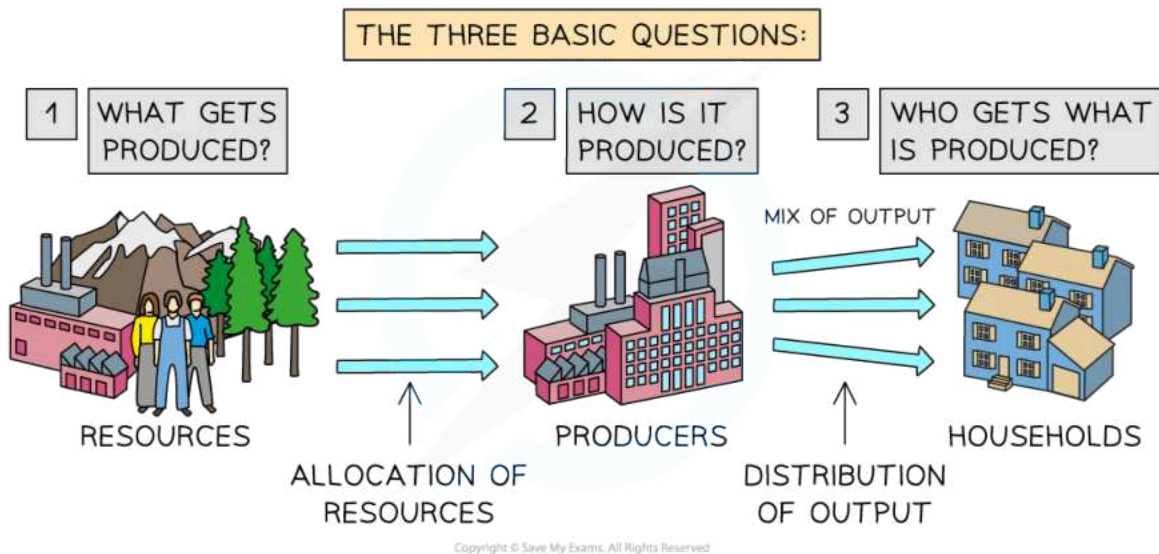 THE THREE BASIC QUESTIONS:
1
WHAT GETS
PRODUCED?
2
HOW IS IT
PRODUCED?
3
WHO GETS WHAT
IS PRODUCED?
MIX OF OUTPUT
RESOURCES
PRODUCERS
HOUSEHOLDS
ALLOCATION OF
RESOURCES
DISTRIBUTION
OF OUTPUT
Copyright © Save My Exams. All Rights Reserved